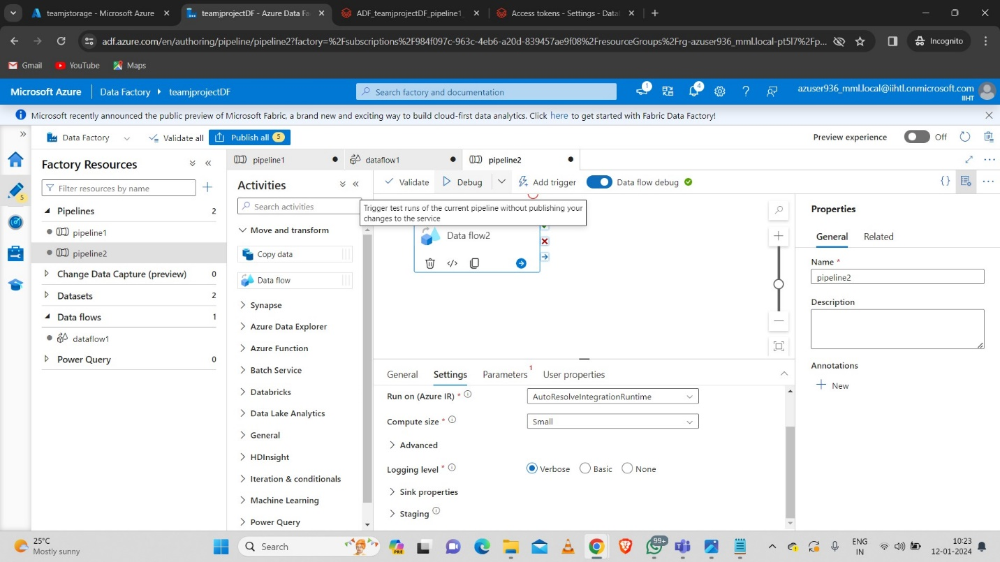 teamjstorage - Microsoft Azure
teamjprojectDF - Azure Data Fa
ADF_teamjprojectDF_pipeline1_
Access tokens - Settings - Data
adf.azure.com/en/authoring/pipeline/pipeline2?factory=%2Fsubscriptions%2F984f097c-963c-4eb6-a20d-839457ae9f08%2FresourceGroups%2Frg-azuser936_mml.local-pt5l7%2Fp...
Incognito
Gmail
YouTube
Maps
Microsoft Azure
Data Factory
teamjprojectDF
Search factory and documentation
1
4
azuser936_mml.local@iihtl.onmicrosoft.com
IIHT
Microsoft recently announced the public preview of Microsoft Fabric, a brand new and exciting way to build cloud-first data analytics. Click here to get started with Fabric Data Factory!
Data Factory
Validate all
Publish all 5
Preview experience
Off
5
Factory Resources
Filter resources by name
Pipelines 2
pipeline1
pipeline2
Change Data Capture (preview) 0
Datasets 2
Data flows 1
dataflow1
Power Query 0
pipeline1
dataflow1
pipeline2
Activities
Search activities
Move and transform
Copy data
Data flow
Synapse
Azure Data Explorer
Azure Function
Batch Service
Databricks
Data Lake Analytics
General
HDInsight
Iteration & conditionals
Machine Learning
Power Query
Validate
Debug
Add trigger
Data flow debug
Trigger test runs of the current pipeline without publishing your
changes to the service
Data flow2
General
Settings
Parameters 1
User properties
Run on (Azure IR) *
AutoResolveIntegrationRuntime
Compute size *
Small
Advanced
Logging level *
Verbose
Basic
None
Sink properties
Staging
Properties
General
Related
Name *
pipeline2
Description
Annotations
New
25°C
Mostly sunny
Search
PRE
99+
ENG
IN
10:23
12-01-2024